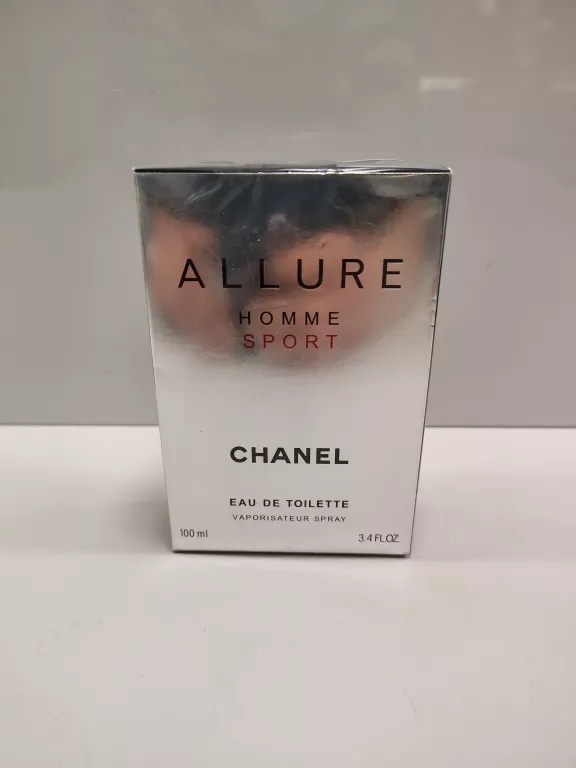 ALLURE
HOMME
SPORT
CHANEL
EAU DE TOILETTE
VAPORISATEUR SPRAY
100 ml
3.4 FL.OZ.